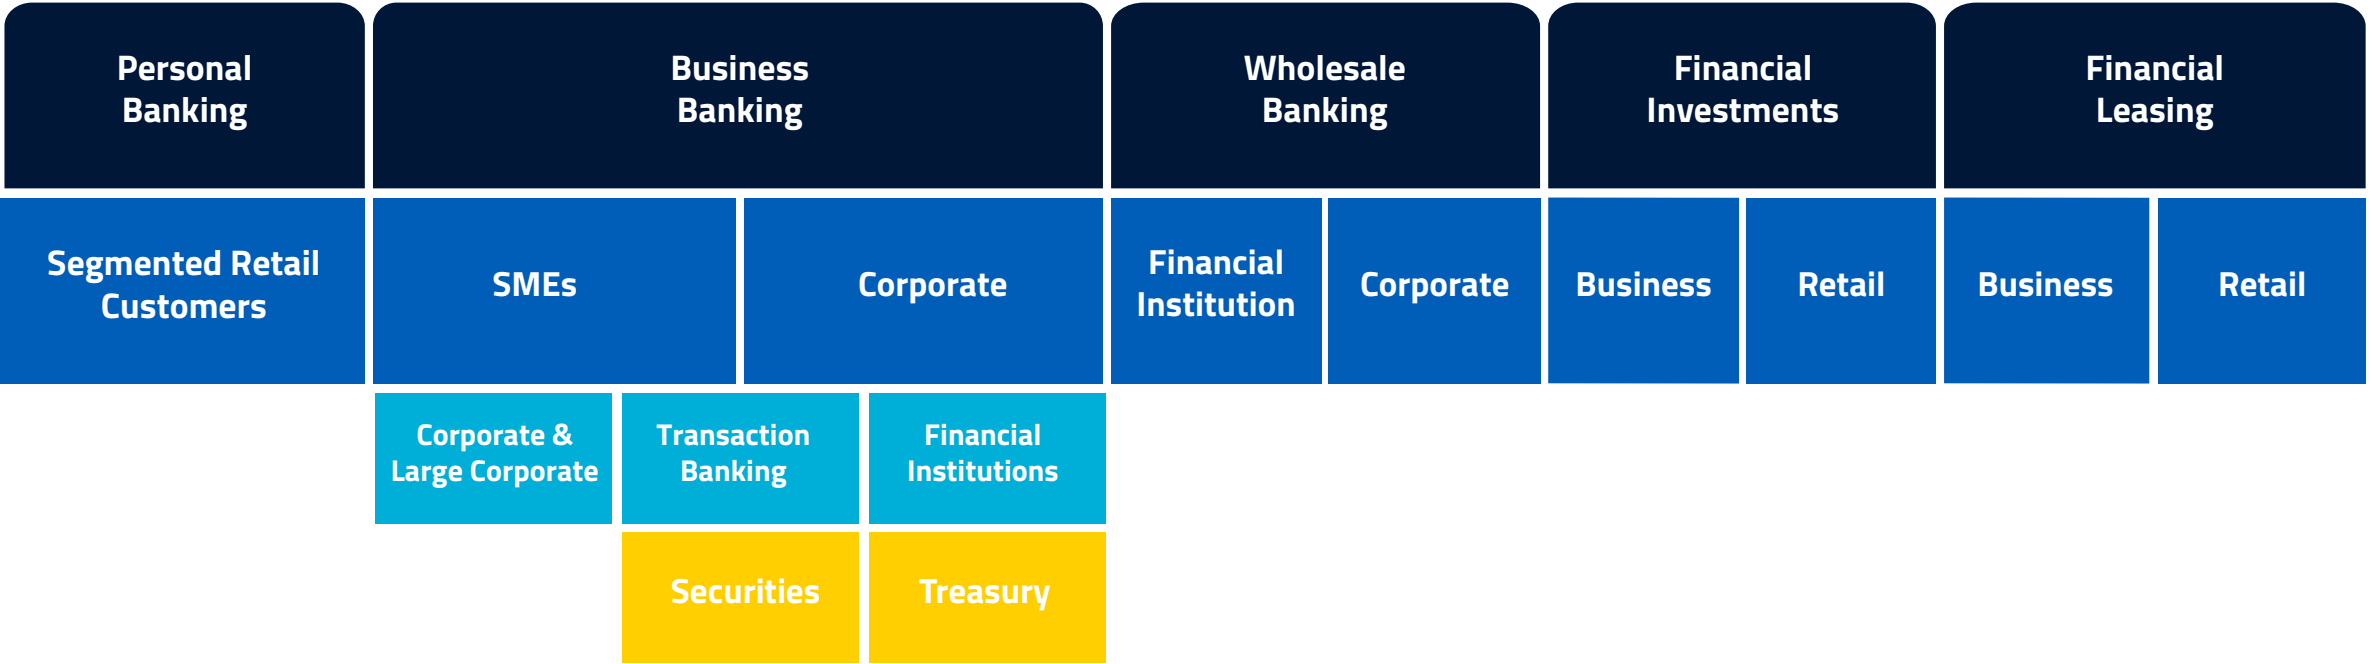 Personal
Banking
Business
Banking
Wholesale
Banking
Financial
Investments
Financial
Leasing
Segmented Retail
Customers
SMEs
Corporate
Financial
Institution
Corporate
Business
Retail
Business
Retail
Corporate &
Large Corporate
Transaction
Banking
Financial
Institutions
Securities
Treasury